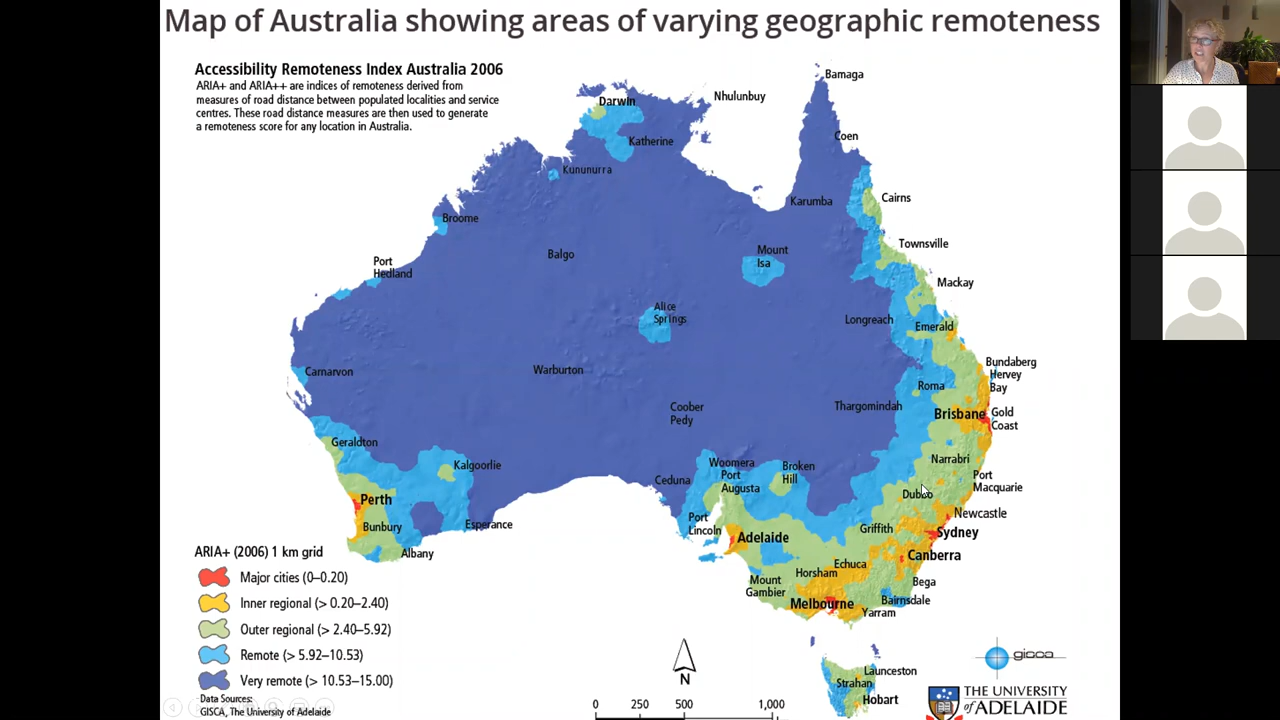 Map of Australia showing areas of varying geographic remoteness
Accessibility Remoteness Index Australia 2006
ARIA+ and ARIA++ are indices of remoteness derived from
measures of road distance between populated localities and service
centres. These road distance measures are then used to generate
a remoteness score for any location in Australia.
Bamaga
Nhulunbuy
Darwin
Katherine
Coen
Kununurra
Karumba
Cairns
Broome
Balgo
Mount
Isa
Townsville
Port
Hedland
Mackay
Alice
Springs
Longreach
Emerald
Carnarvon
Warburton
Bundaberg
Hervey
Bay
Roma
Coober
Pedy
Thargomindah
Brisbane
Gold
Coast
Geraldton
Kalgoorlie
Woomera
Port
Augusta
Broken
Hill
Ceduna
Narrabri
Port
Macquarie
Perth
Dubbo
Bunbury
Esperance
Port
Lincoln
Newcastle
Griffith
Sydney
Adelaide
Albany
Canberra
Echuca
Horsham
Mount
Gambier
Bega
Melbourne
Bairnsdale
Yarram
Launceston
Strahan
Hobart
ARIA+ (2006) 1 km grid
Major cities (0–0.20)
Inner regional (> 0.20–2.40)
Outer regional (> 2.40–5.92)
Remote (> 5.92–10.53)
Very remote (> 10.53–15.00)
Data Sources:
GISCA, The University of Adelaide
N
0 250 500 1,000
gisca
THE UNIVERSITY
of ADELAIDE